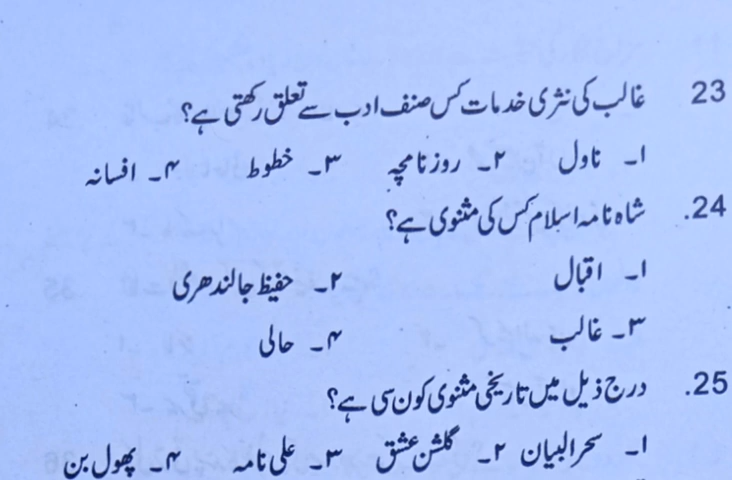 23 غالب کی نثری خدمات کس صنف ادب سے تعلق رکھتی ہے؟
۱۔ ناول ۲۔ روزنامچہ ۳۔ خطوط ۴۔ افسانہ
24. شاہ نامہ اسلام کس کی مثنوی ہے؟
۱۔ اقبال ۲۔ حفیظ جالندھری
۳۔ غالب ۴۔ حالی
25. درج ذیل میں تاریخی مثنوی کون سی ہے؟
۱۔ سحرالبیان ۲۔ گلشن عشق ۳۔ علی نامہ ۴۔ پھول بن